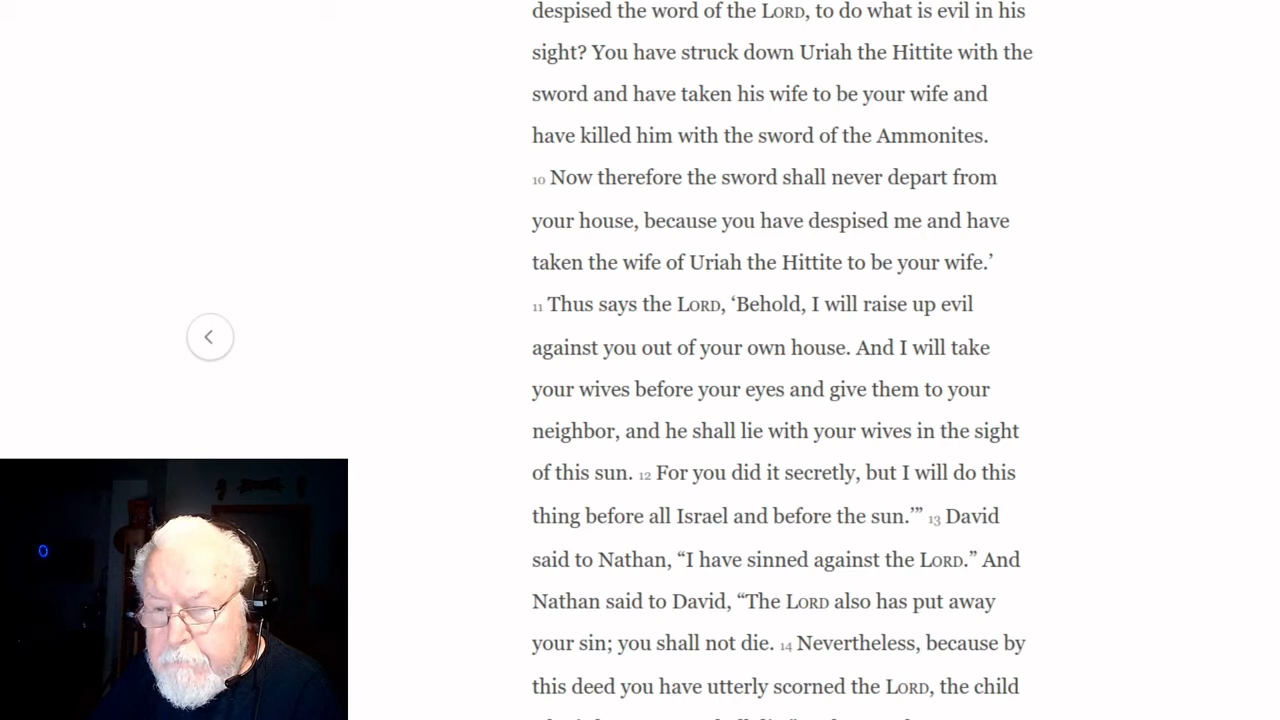 despised the word of the LORD, to do what is evil in his
sight? You have struck down Uriah the Hittite with the
sword and have taken his wife to be your wife and
have killed him with the sword of the Ammonites.
10 Now therefore the sword shall never depart from
your house, because you have despised me and have
taken the wife of Uriah the Hittite to be your wife.’
11 Thus says the LORD, ‘Behold, I will raise up evil
against you out of your own house. And I will take
your wives before your eyes and give them to your
neighbor, and he shall lie with your wives in the sight
of this sun. 12 For you did it secretly, but I will do this
thing before all Israel and before the sun.’” 13 David
said to Nathan, “I have sinned against the LORD.” And
Nathan said to David, “The LORD also has put away
your sin; you shall not die. 14 Nevertheless, because by
this deed you have utterly scorned the LORD, the child